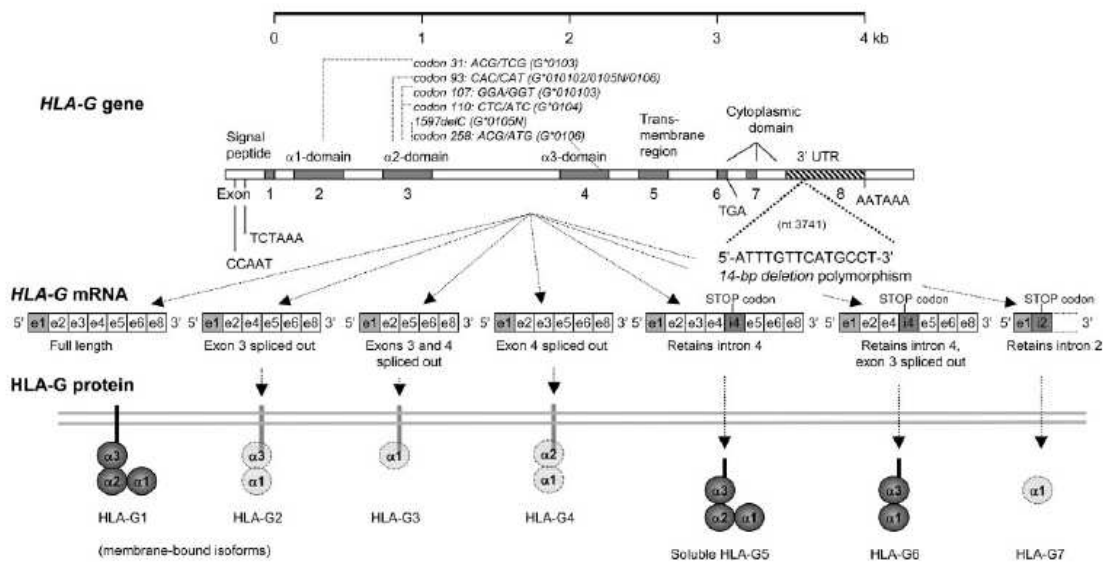 0 1 2 3 4 kb
codon 31: ACG/TCG (G*0103)
codon 93: CAC/CAT (G*010102/0105N/0106)
codon 107: GGA/GGT (G*010103)
codon 110: CTC/ATC (G*0104)
1597delC (G*0105N)
codon 258: ACG/ATG (G*0106)
HLA-G gene
Signal
peptide
α1-domain
α2-domain
α3-domain
Trans-
membrane
region
Cytoplasmic
domain
3' UTR
Exon 1 2 3 4 5 6 7 8
TGA
AATAAA
TCTAAA
CCAAT
(nt 3741)
5'-ATTTGTTCATGCCT-3'
14-bp deletion polymorphism
HLA-G mRNA
STOP codon STOP codon STOP codon
5' e1 e2 e3 e4 e5 e6 e8 3' 5' e1 e2 e4 e5 e6 e8 3' 5' e1 e2 e5 e6 e8 3' 5' e1 e2 e3 e5 e6 e8 3' 5' e1 e2 e3 e4 i4 e5 e6 e8 3' 5' e1 e2 e4 i4 e5 e6 e8 3' 5' e1 i2 3'
Full length
Exon 3 spliced out
Exons 3 and 4
spliced out
Exon 4 spliced out
Retains intron 4
Retains intron 4,
exon 3 spliced out
Retains intron 2
HLA-G protein
α3 α2 α1
α3 α1
α1
α2 α1
α3 α2 α1
α3 α1
α1
HLA-G1 HLA-G2 HLA-G3 HLA-G4
(membrane-bound isoforms)
Soluble HLA-G5 HLA-G6 HLA-G7